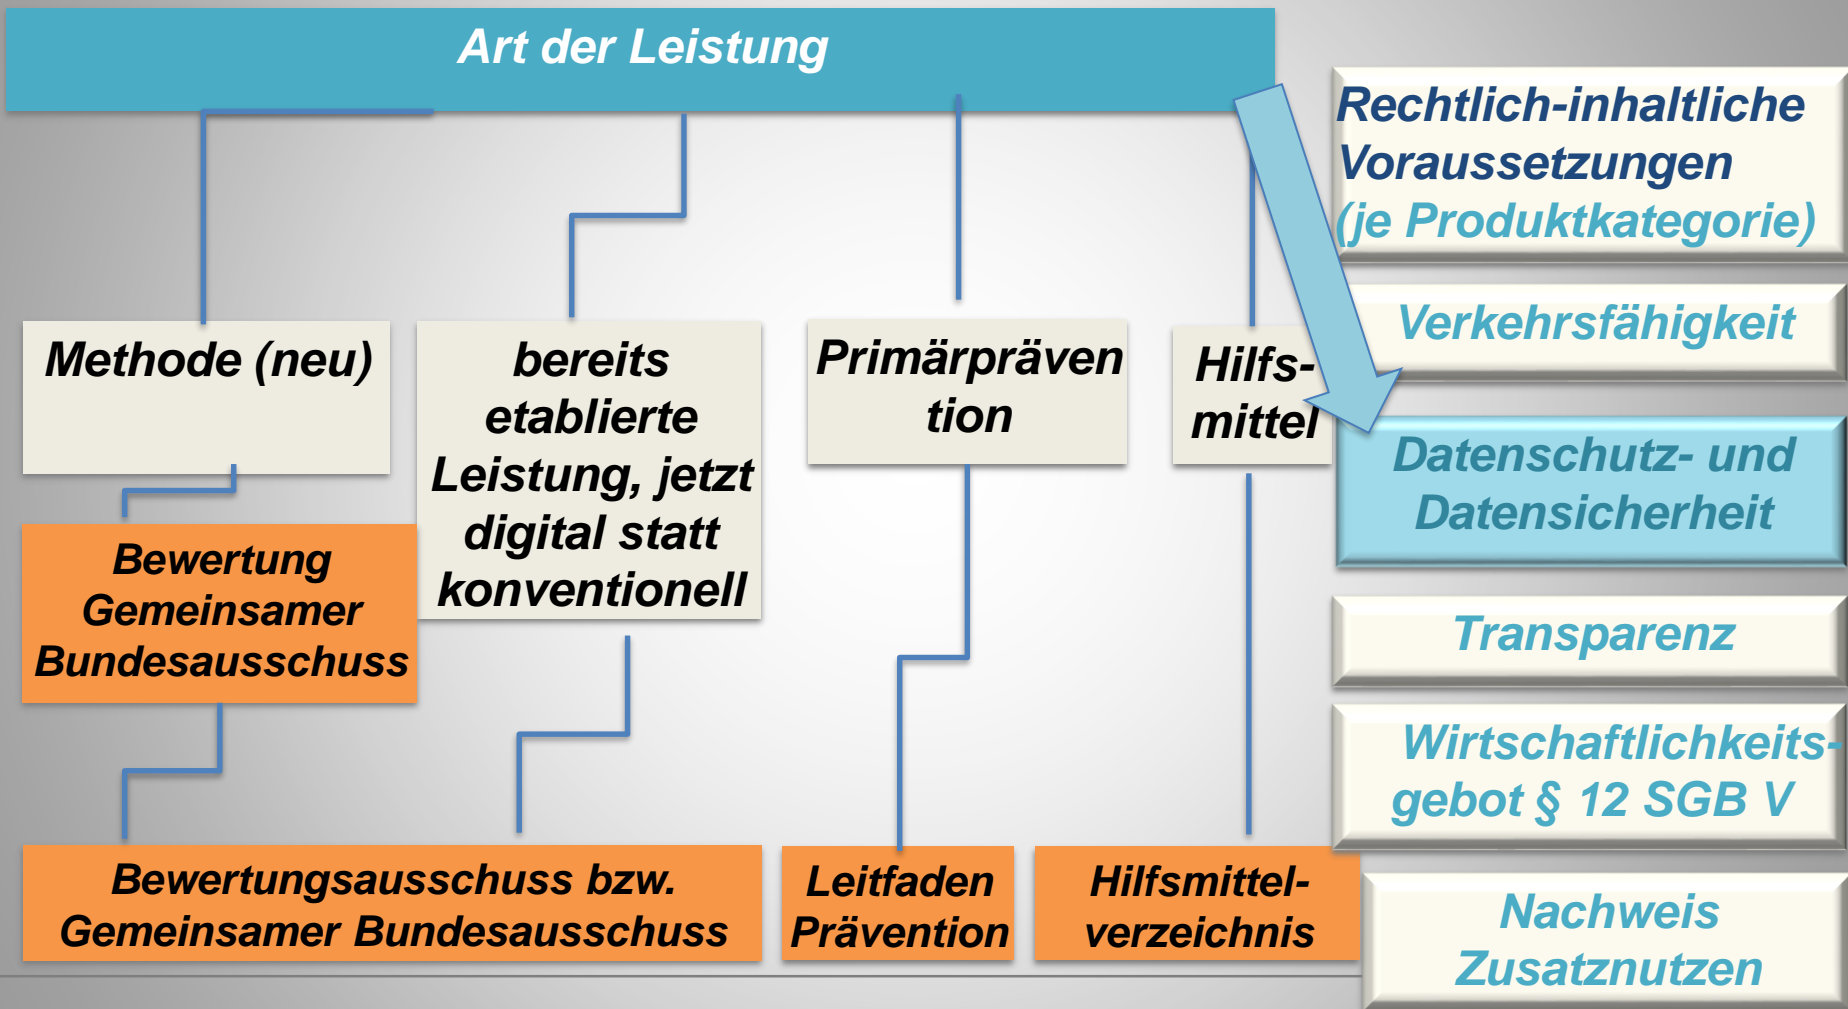 Art der Leistung
Methode (neu)
bereits
etablierte
Leistung, jetzt
digital statt
konventionell
Primärpräven
tion
Hilfs-
mittel
Bewertung
Gemeinsamer
Bundesausschuss
Bewertungsausschuss bzw.
Gemeinsamer Bundesausschuss
Leitfaden
Prävention
Hilfsmittel-
verzeichnis
Rechtlich-inhaltliche
Voraussetzungen
(je Produktkategorie)
Verkehrsfähigkeit
Datenschutz- und
Datensicherheit
Transparenz
Wirtschaftlichkeits-
gebot § 12 SGB V
Nachweis
Zusatznutzen